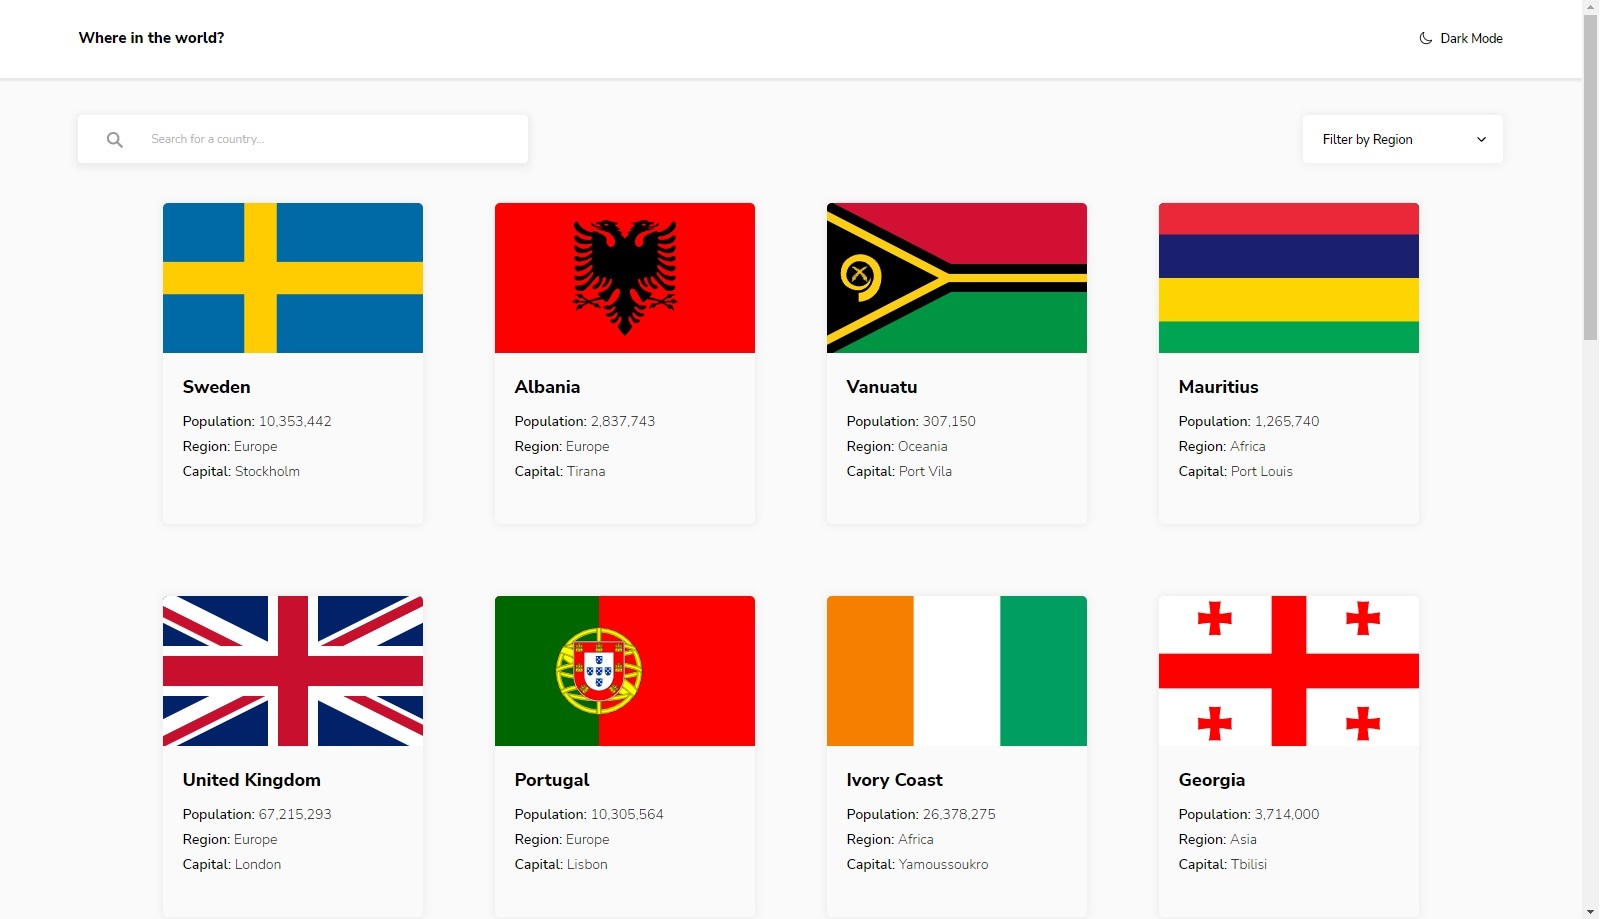 Where in the world?
Dark Mode
Search for a country...
Filter by Region
Sweden
Population: 10,353,442
Region: Europe
Capital: Stockholm
Albania
Population: 2,837,743
Region: Europe
Capital: Tirana
Vanuatu
Population: 307,150
Region: Oceania
Capital: Port Vila
Mauritius
Population: 1,265,740
Region: Africa
Capital: Port Louis
United Kingdom
Population: 67,215,293
Region: Europe
Capital: London
Portugal
Population: 10,305,564
Region: Europe
Capital: Lisbon
Ivory Coast
Population: 26,378,275
Region: Africa
Capital: Yamoussoukro
Georgia
Population: 3,714,000
Region: Asia
Capital: Tbilisi